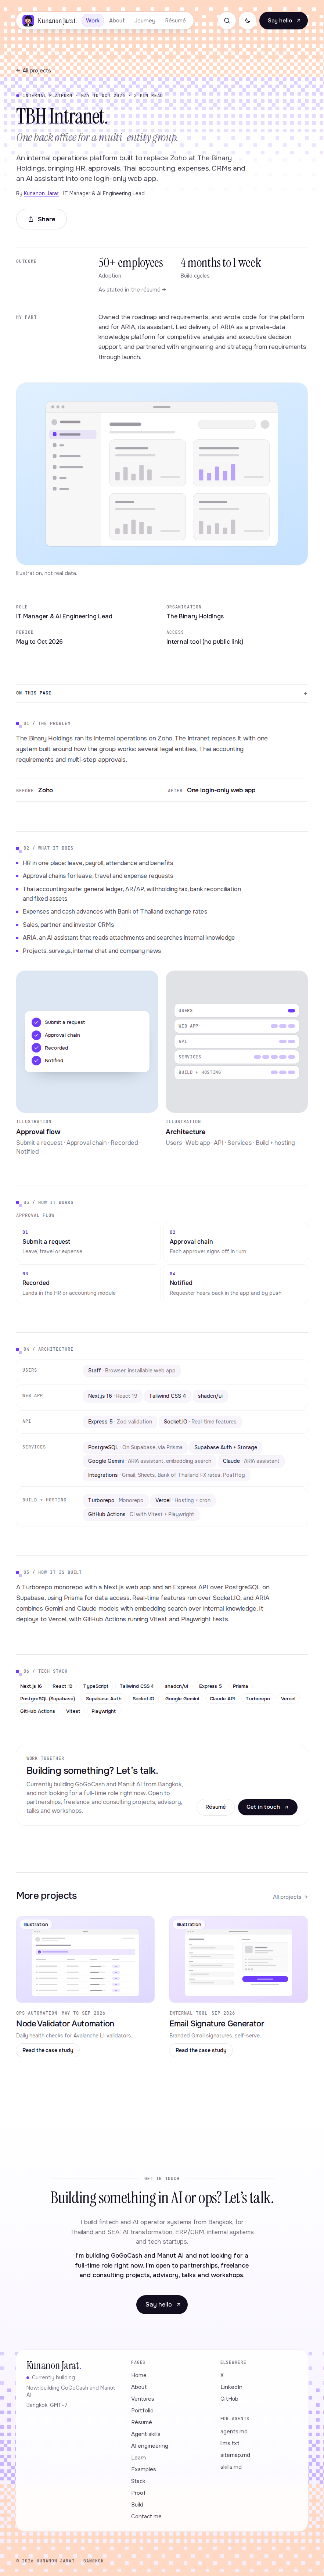 Kunanon Jarat
Work
About
Journey
Résumé
Say hello ↗
← All projects
INTERNAL PLATFORM · MAY TO OCT 2026 · 2 MIN READ
TBH Intranet.
One back office for a multi-entity group.
An internal operations platform built to replace Zoho at The Binary
Holdings, bringing HR, approvals, Thai accounting, expenses, CRMs and
an AI assistant into one login-only web app.
By Kunanon Jarat · IT Manager & AI Engineering Lead
Share
OUTCOME
50+ employees
Adoption
4 months to 1 week
Build cycles
As stated in the résumé →
MY PART
Owned the roadmap and requirements, and wrote code for the platform
and for ARIA, its assistant. Led delivery of ARIA as a private-data
knowledge platform for competitive analysis and executive decision
support, and partnered with engineering and strategy from requirements
through launch.
Illustration, not real data.
ROLE
IT Manager & AI Engineering Lead
ORGANISATION
The Binary Holdings
PERIOD
May to Oct 2026
ACCESS
Internal tool (no public link)
ON THIS PAGE
+
01 / THE PROBLEM
The Binary Holdings ran its internal operations on Zoho. The intranet replaces it with one
system built around how the group works: several legal entities, Thai accounting
requirements and multi-step approvals.
BEFORE Zoho
AFTER One login-only web app
02 / WHAT IT DOES
HR in one place: leave, payroll, attendance and benefits
Approval chains for leave, travel and expense requests
Thai accounting suite: general ledger, AR/AP, withholding tax, bank reconciliation
and fixed assets
Expenses and cash advances with Bank of Thailand exchange rates
Sales, partner and investor CRMs
ARIA, an AI assistant that reads attachments and searches internal knowledge
Projects, surveys, internal chat and company news
Submit a request
Approval chain
Recorded
Notified
USERS
WEB APP
API
SERVICES
BUILD + HOSTING
ILLUSTRATION
Approval flow
Submit a request · Approval chain · Recorded ·
Notified
ILLUSTRATION
Architecture
Users · Web app · API · Services · Build + hosting
03 / HOW IT WORKS
APPROVAL FLOW
01
Submit a request
Leave, travel or expense
02
Approval chain
Each approver signs off in turn
03
Recorded
Lands in the HR or accounting module
04
Notified
Requester hears back in the app and by push
04 / ARCHITECTURE
USERS
Staff · Browser, installable web app
WEB APP
Next.js 16 · React 19
Tailwind CSS 4
shadcn/ui
API
Express 5 · Zod validation
Socket.IO · Real-time features
SERVICES
PostgreSQL · On Supabase, via Prisma
Supabase Auth + Storage
Google Gemini · ARIA assistant, embedding search
Claude · ARIA assistant
Integrations · Gmail, Sheets, Bank of Thailand FX rates, PostHog
BUILD + HOSTING
Turborepo · Monorepo
Vercel · Hosting + cron
GitHub Actions · CI with Vitest + Playwright
05 / HOW IT IS BUILT
A Turborepo monorepo with a Next.js web app and an Express API over PostgreSQL on
Supabase, using Prisma for data access. Real-time features run over Socket.IO, and ARIA
combines Gemini and Claude models with embedding search over internal knowledge. It
deploys to Vercel, with GitHub Actions running Vitest and Playwright tests.
06 / TECH STACK
Next.js 16
React 19
TypeScript
Tailwind CSS 4
shadcn/ui
Express 5
Prisma
PostgreSQL (Supabase)
Supabase Auth
Socket.IO
Google Gemini
Claude API
Turborepo
Vercel
GitHub Actions
Vitest
Playwright
WORK TOGETHER
Building something? Let's talk.
Currently building GoGoCash and Manut AI from Bangkok,
and not looking for a full-time role right now. Open to
partnerships, freelance and consulting projects, advisory,
talks and workshops.
Résumé
Get in touch ↗
More projects
All projects →
Illustration
Illustration
OPS AUTOMATION MAY TO SEP 2026
Node Validator Automation
Daily health checks for Avalanche L1 validators.
Read the case study
INTERNAL TOOL SEP 2026
Email Signature Generator
Branded Gmail signatures, self-serve.
Read the case study
GET IN TOUCH
Building something in AI or ops? Let's talk.
I build fintech and AI operator systems from Bangkok, for
Thailand and SEA: AI transformation, ERP/CRM, internal systems
and tech startups.
I'm building GoGoCash and Manut AI and not looking for a
full-time role right now. I'm open to partnerships, freelance
and consulting projects, advisory, talks and workshops.
Say hello ↗
Kunanon Jarat.
Currently building
Now: building GoGoCash and Manut
AI
Bangkok, GMT+7
PAGES
Home
About
Ventures
Portfolio
Résumé
Agent skills
AI engineering
Learn
Examples
Stack
Proof
Build
Contact me
ELSEWHERE
X
LinkedIn
GitHub
FOR AGENTS
agents.md
llms.txt
sitemap.md
skills.md
© 2026 KUNANON JARAT · BANGKOK